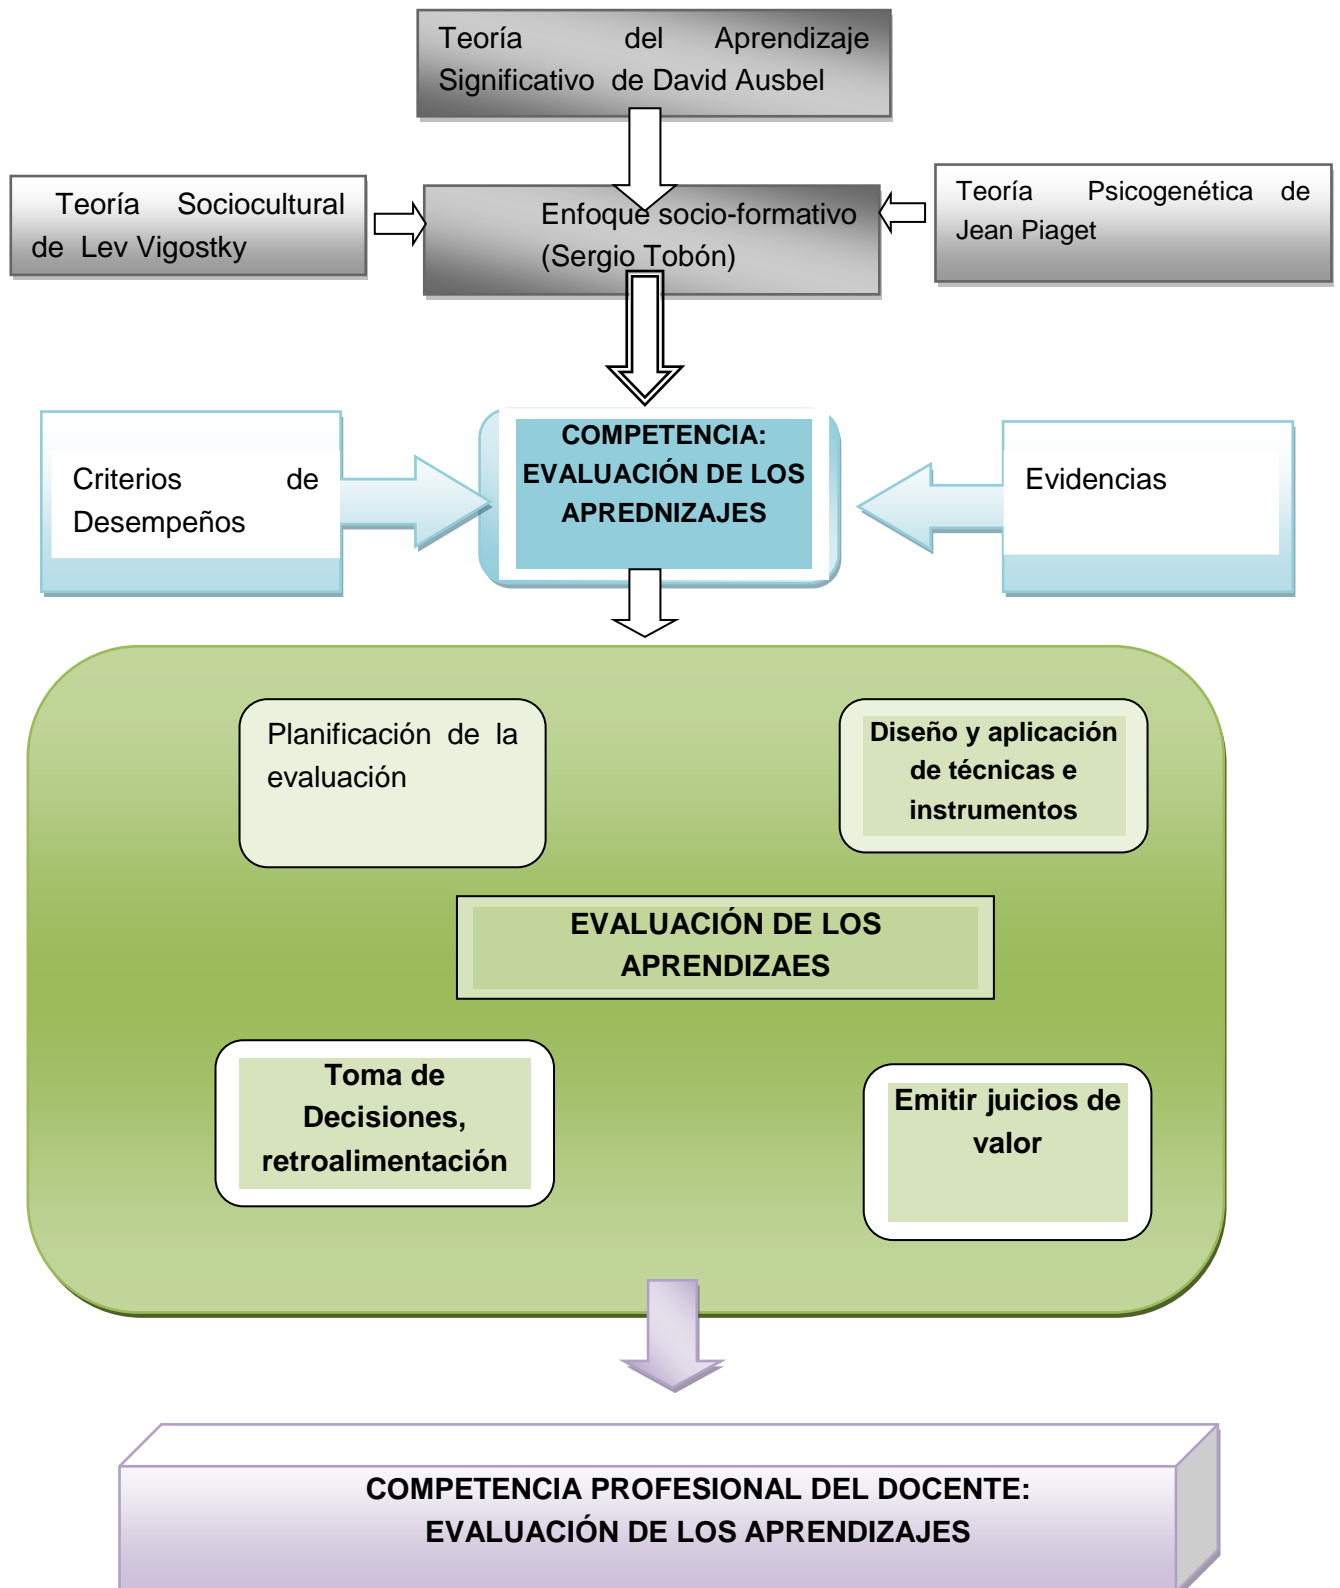 Teoría del Aprendizaje
Significativo de David Ausbel
Teoría Sociocultural
de Lev Vigostky
Enfoque socio-formativo
(Sergio Tobón)
Teoría Psicogenética de
Jean Piaget
Criterios de
Desempeños
COMPETENCIA:
EVALUACIÓN DE LOS
APREDNIZAJES
Evidencias
Planificación de la
evaluación
Diseño y aplicación
de técnicas e
instrumentos
EVALUACIÓN DE LOS
APRENDIZAES
Toma de
Decisiones,
retroalimentación
Emitir juicios de
valor
COMPETENCIA PROFESIONAL DEL DOCENTE:
EVALUACIÓN DE LOS APRENDIZAJES